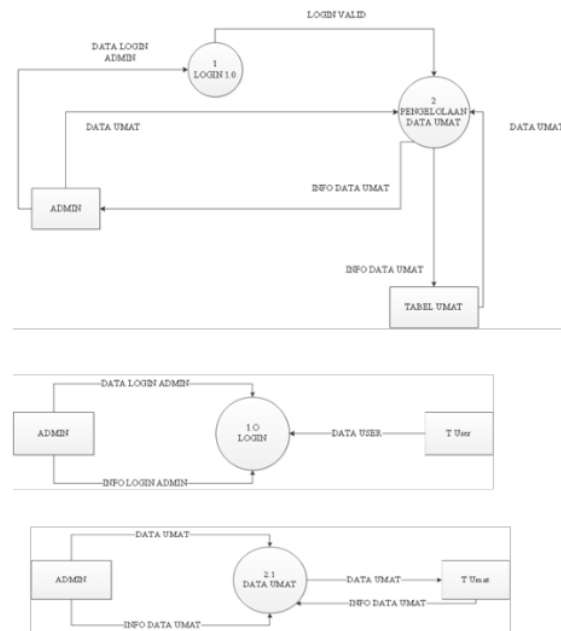 LOGIN VALID
DATA LOGIN
ADMIN
1
LOGIN 1.0
2
PENGELOLAAN
DATA UMAT
DATA UMAT
DATA UMAT
INFO DATA UMAT
ADMIN
INFO DATA UMAT
TABEL UMAT
DATA LOGIN ADMIN
ADMIN
1.O
LOGIN
DATA USER
T User
INFO LOGIN ADMIN
DATA UMAT
ADMIN
2.1
DATA UMAT
DATA UMAT
T Umat
INFO DATA UMAT
INFO DATA UMAT